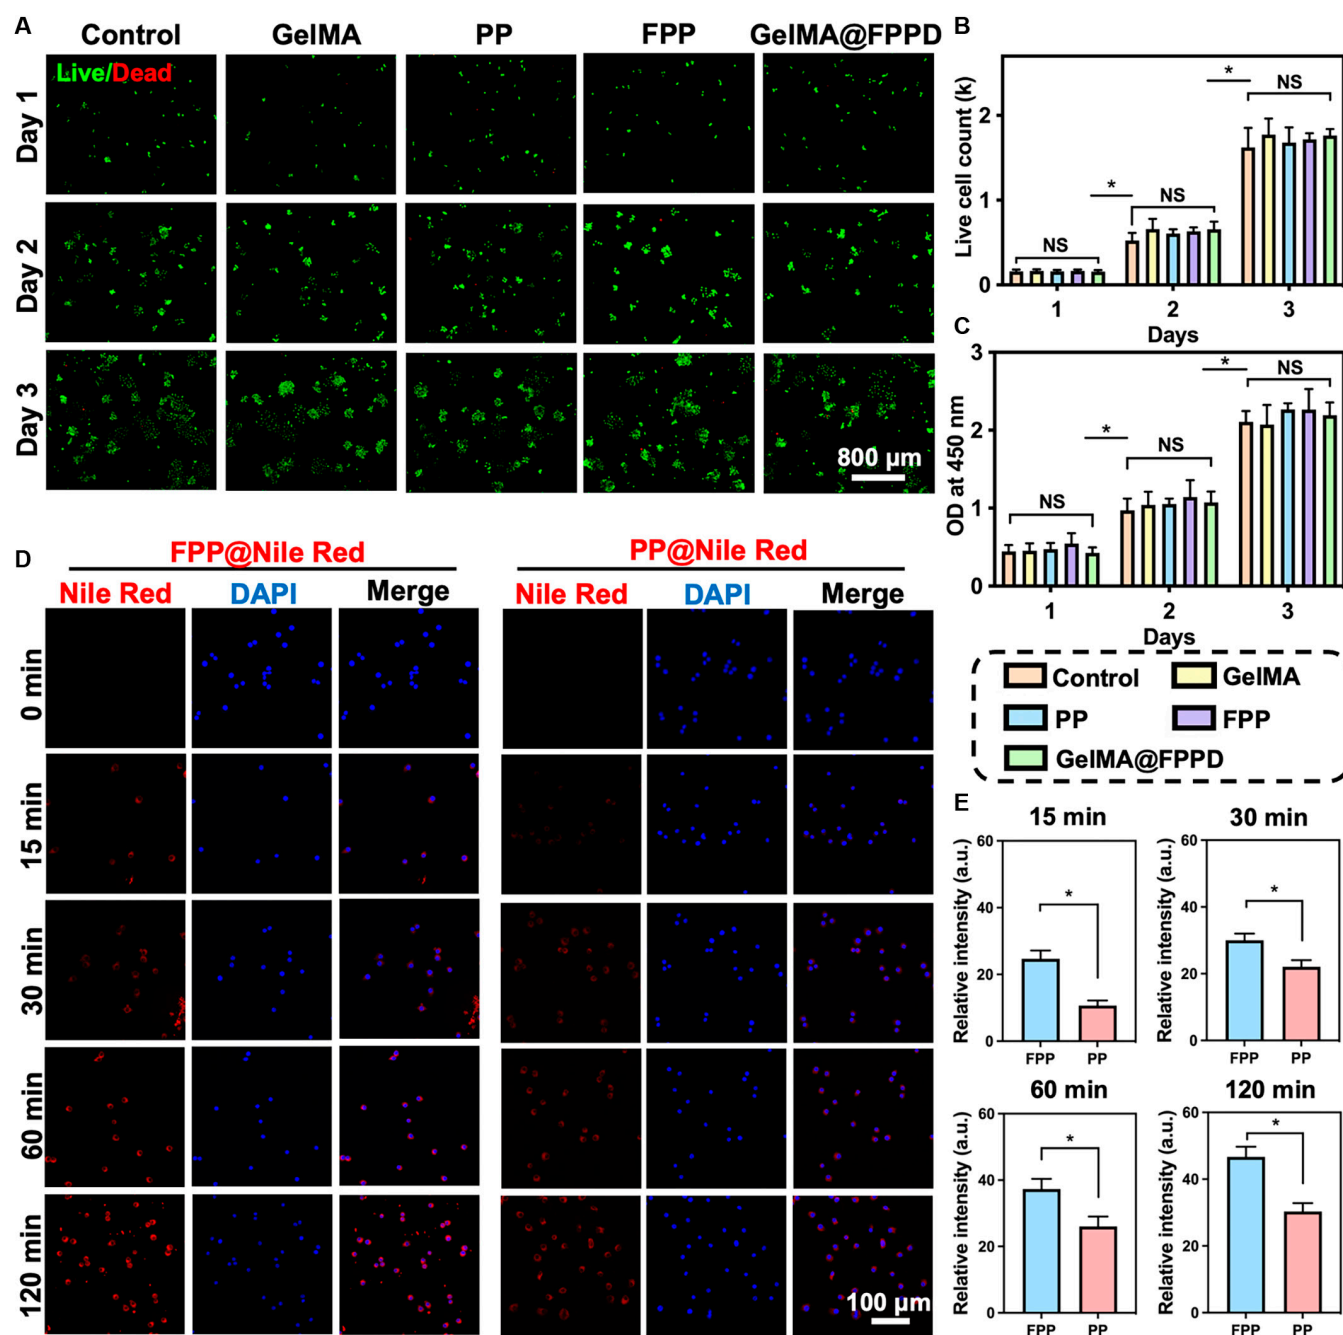 A
Control GelMA PP FPP GelMA@FPPD
Live/Dead
Day 1
Day 2
Day 3
800 µm
B
Live cell count (k)
2
1
0
NS
*
NS
*
NS
1 2 3
Days
C
OD at 450 nm
3
2
1
0
NS
*
NS
*
NS
1 2 3
Days
Control GelMA
PP FPP
GelMA@FPPD
D
FPP@Nile Red PP@Nile Red
Nile Red DAPI Merge Nile Red DAPI Merge
0 min
15 min
30 min
60 min
120 min
100 µm
E
15 min
Relative intensity (a.u.)
60
40
20
0
*
FPP PP
30 min
Relative intensity (a.u.)
60
40
20
0
*
FPP PP
60 min
Relative intensity (a.u.)
60
40
20
0
*
FPP PP
120 min
Relative intensity (a.u.)
60
40
20
0
*
FPP PP